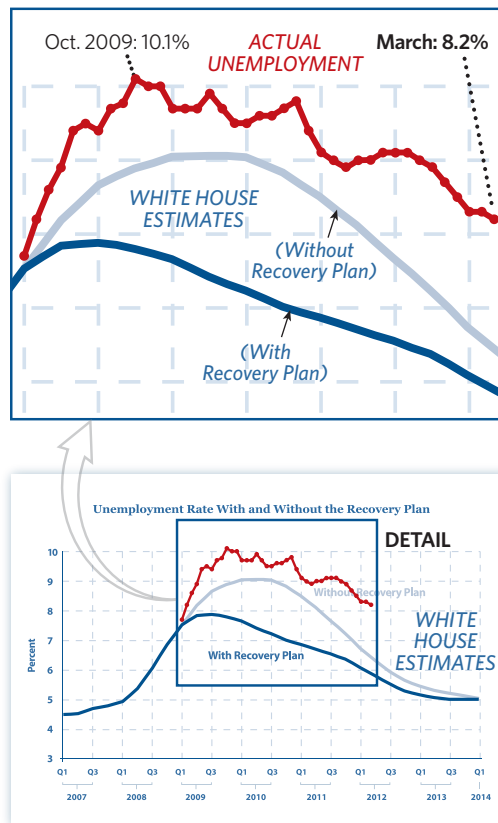 Oct. 2009: 10.1%
ACTUAL
UNEMPLOYMENT
March: 8.2%
WHITE HOUSE
ESTIMATES
(Without
Recovery Plan)
(With
Recovery Plan)
Unemployment Rate With and Without the Recovery Plan
DETAIL
Percent
10
9
8
7
6
5
4
3
Without Recovery Plan
With Recovery Plan
WHITE
HOUSE
ESTIMATES
Q1 Q3 Q1 Q3 Q1 Q3 Q1 Q3 Q1 Q3 Q1 Q3 Q1 Q3 Q1
2007 2008 2009 2010 2011 2012 2013 2014